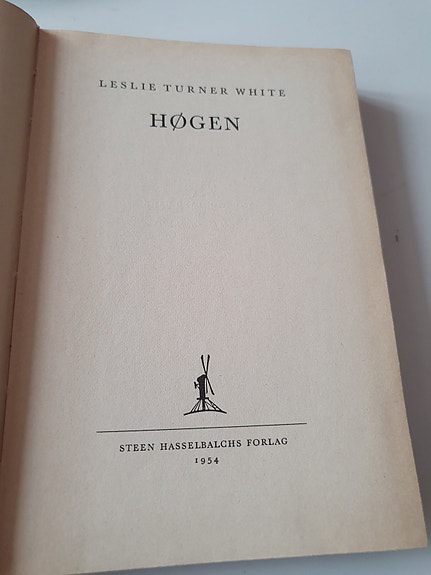 LESLIE TURNER WHITE
HØGEN
STEEN HASSELBALCHS FORLAG
1954